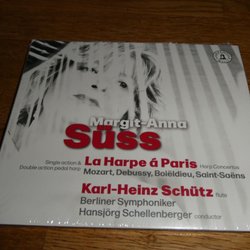 Margit-Anna
Süss
Single action &
Double action pedal harp
La Harpe á Paris Harp Concertos
Mozart, Debussy, Boiëldieu, Saint-Saëns
Karl-Heinz Schütz flute
Berliner Symphoniker
Hansjörg Schellenberger conductor